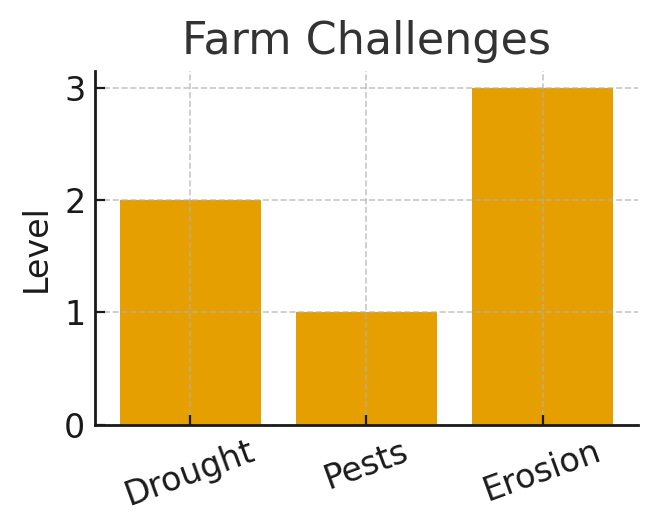 Farm Challenges
Level
3
2
1
0
Drought
Pests
Erosion